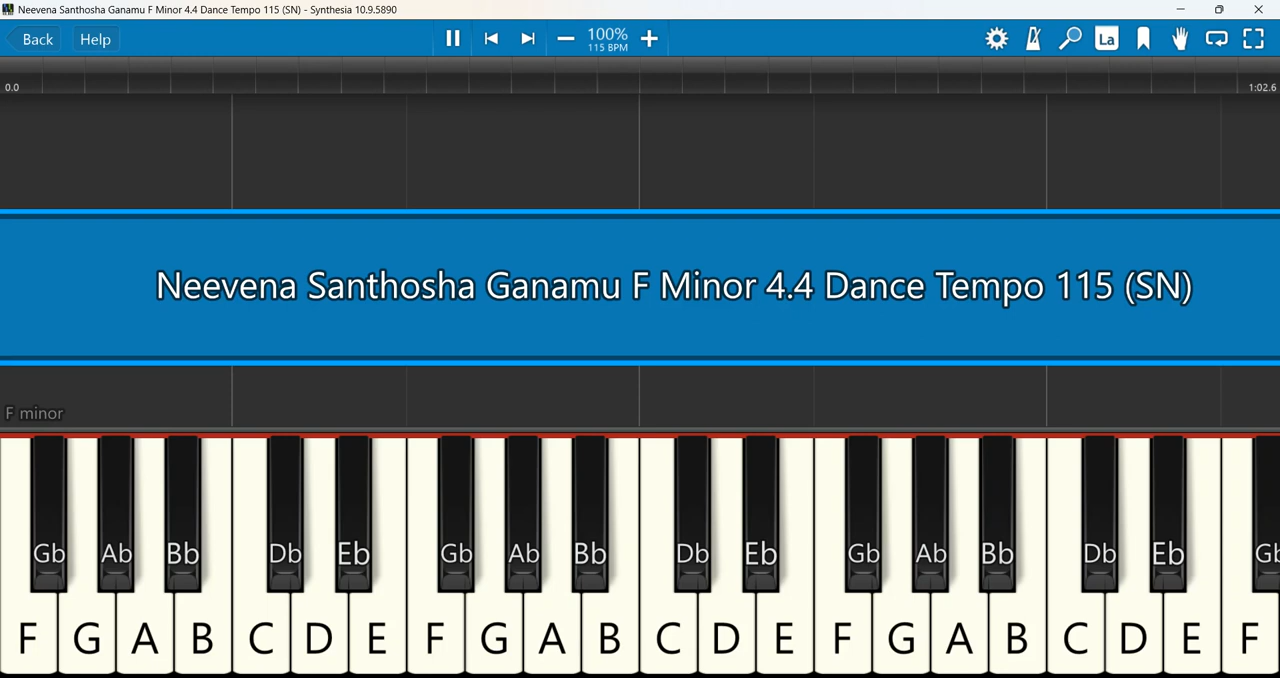 Neevena Santhosha Ganamu F Minor 4.4 Dance Tempo 115 (SN) - Synthesia 10.9.5890
Back Help 100% La
115 BPM
0.0 1:02.6
Neevena Santhosha Ganamu F Minor 4.4 Dance Tempo 115 (SN)
F minor
Gb Ab Bb Db Eb Gb Ab Bb Db Eb Gb Ab Bb Db Eb Gb
F G A B C D E F G A B C D E F G A B C D E F